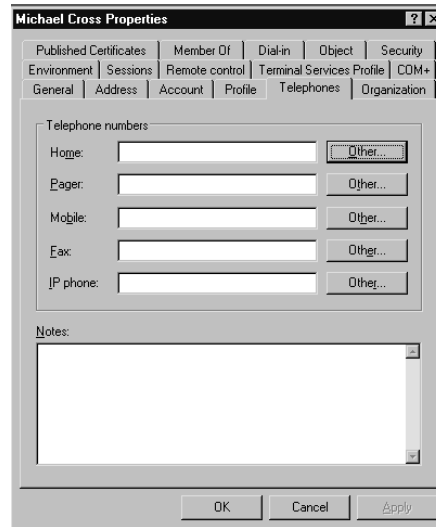 Michael Cross Properties
Published Certificates Member Of Dial-in Object Security
Environment Sessions Remote control Terminal Services Profile COM+
General Address Account Profile Telephones Organization
Telephone numbers
Home: Other...
Pager: Other...
Mobile: Other...
Fax: Other...
IP phone: Other...
Notes:
OK Cancel Apply